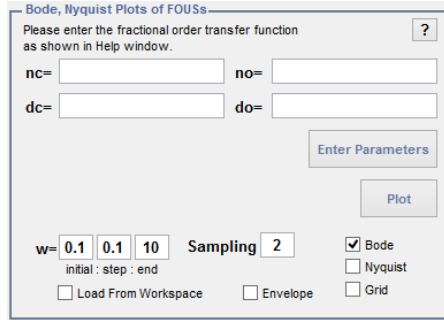 Bode, Nyquist Plots of FOUSs
Please enter the fractional order transfer function
as shown in Help window.
?
nc=
no=
dc=
do=
Enter Parameters
Plot
w= 0.1 0.1 10
Sampling 2
initial : step : end
Bode
Nyquist
Load From Workspace
Envelope
Grid